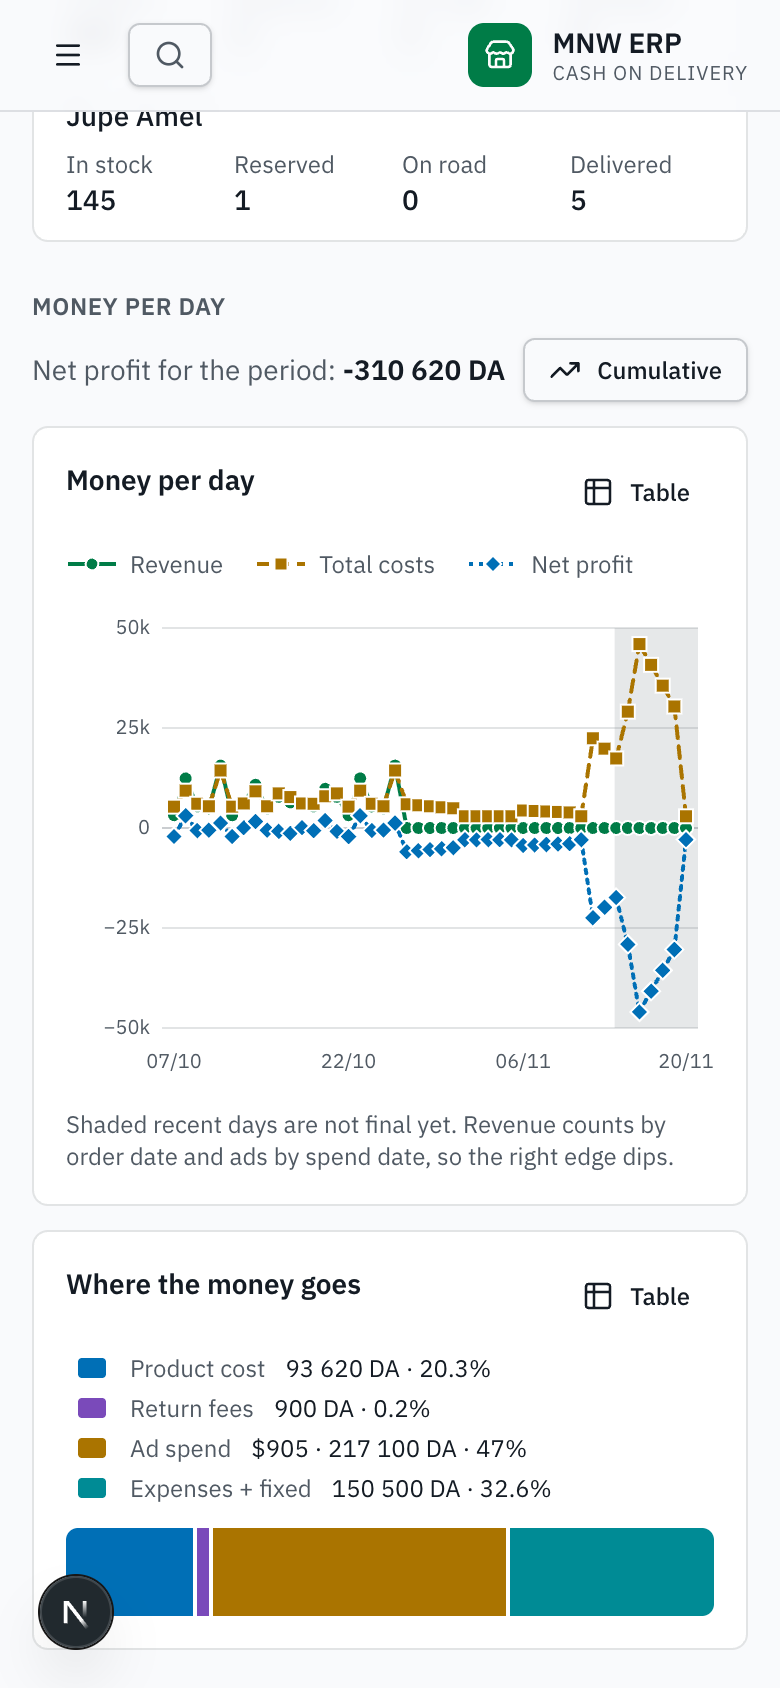 MNW ERP
CASH ON DELIVERY
Jupe Amel
In stock Reserved On road Delivered
145 1 0 5
MONEY PER DAY
Net profit for the period: -310 620 DA Cumulative
Money per day
Table
Revenue Total costs Net profit
50k
25k
0
−25k
−50k
07/10 22/10 06/11 20/11
Shaded recent days are not final yet. Revenue counts by
order date and ads by spend date, so the right edge dips.
Where the money goes
Table
Product cost 93 620 DA · 20.3%
Return fees 900 DA · 0.2%
Ad spend $905 · 217 100 DA · 47%
Expenses + fixed 150 500 DA · 32.6%
N